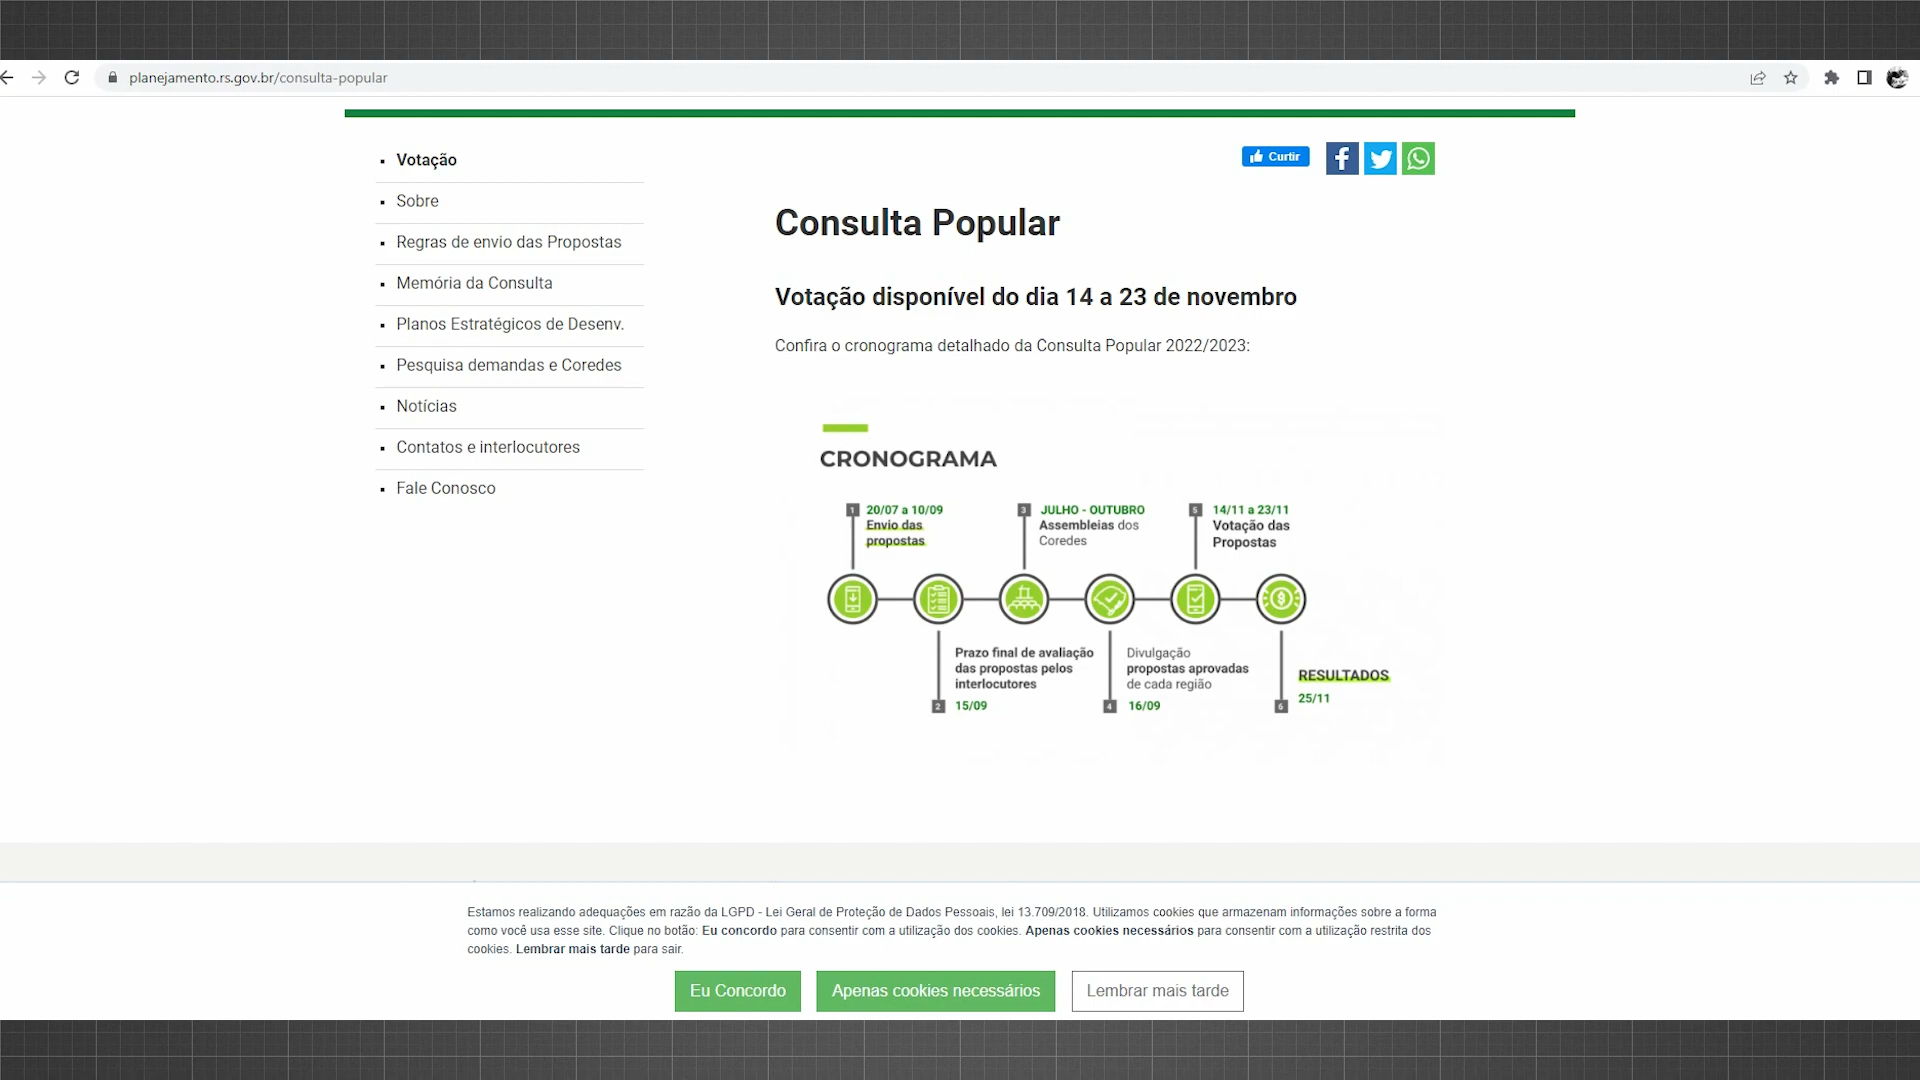 planejamento.rs.gov.br/consulta-popular
Votação
Sobre
Regras de envio das Propostas
Memória da Consulta
Planos Estratégicos de Desenv.
Pesquisa demandas e Coredes
Notícias
Contatos e interlocutores
Fale Conosco
Curtir
Consulta Popular
Votação disponível do dia 14 a 23 de novembro
Confira o cronograma detalhado da Consulta Popular 2022/2023:
CRONOGRAMA
1 20/07 a 10/09
Envio das
propostas
3 JULHO - OUTUBRO
Assembleias dos
Coredes
5 14/11 a 23/11
Votação das
Propostas
Prazo final de avaliação
das propostas pelos
interlocutores
2 15/09
Divulgação
propostas aprovadas
de cada região
4 16/09
RESULTADOS
25/11
6
Estamos realizando adequações em razão da LGPD - Lei Geral de Proteção de Dados Pessoais, lei 13.709/2018. Utilizamos cookies que armazenam informações sobre a forma
como você usa esse site. Clique no botão: Eu concordo para consentir com a utilização dos cookies. Apenas cookies necessários para consentir com a utilização restrita dos
cookies. Lembrar mais tarde para sair.
Eu Concordo
Apenas cookies necessários
Lembrar mais tarde